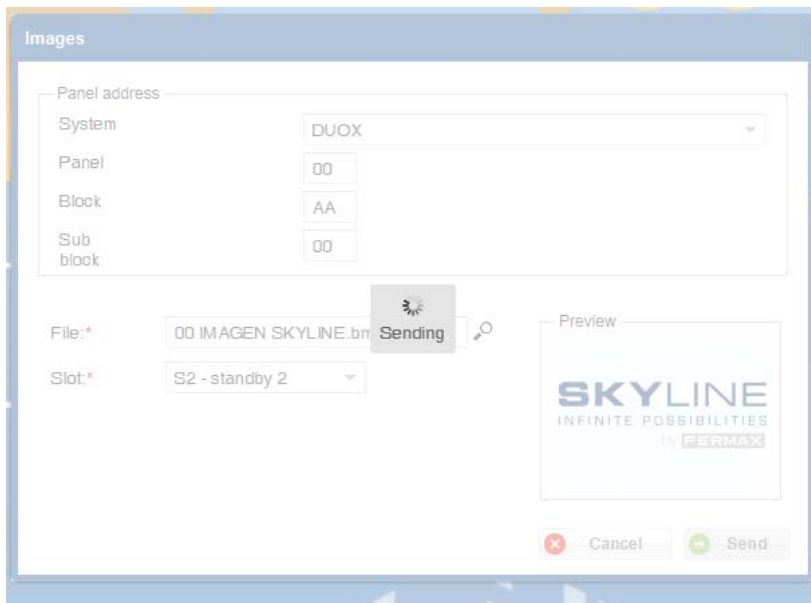 Images
Panel address
System DUOX
Panel 00
Block AA
Sub
block 00
Sending
File:* 00 IMAGEN SKYLINE.bm
Slot:* S2 - standby 2
Preview
SKYLINE
INFINITE POSSIBILITIES
by FERMAX
Cancel Send